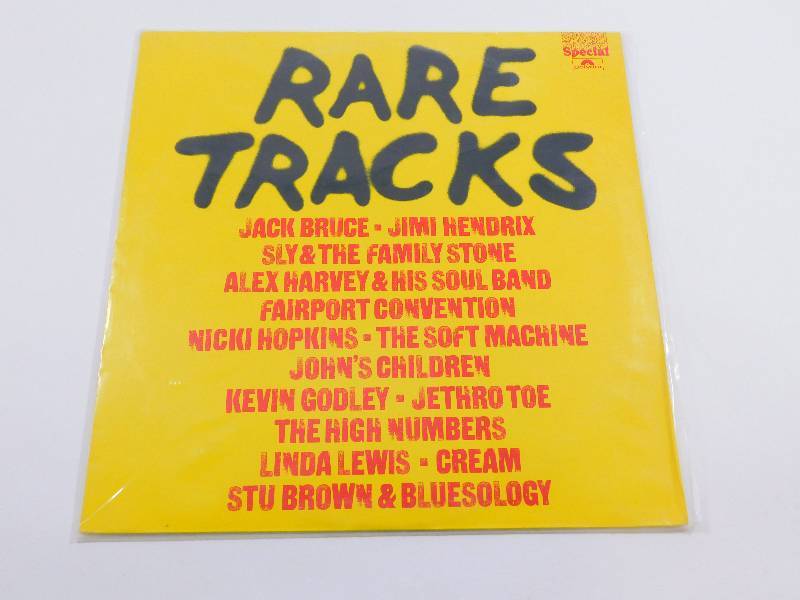 RARE
TRACKS
Special
polydor
JACK BRUCE · JIMI HENDRIX
SLY & THE FAMILY STONE
ALEX HARVEY & HIS SOUL BAND
FAIRPORT CONVENTION
NICKI HOPKINS · THE SOFT MACHINE
JOHN'S CHILDREN
KEVIN GODLEY · JETHRO TOE
THE HIGH NUMBERS
LINDA LEWIS · CREAM
STU BROWN & BLUESOLOGY